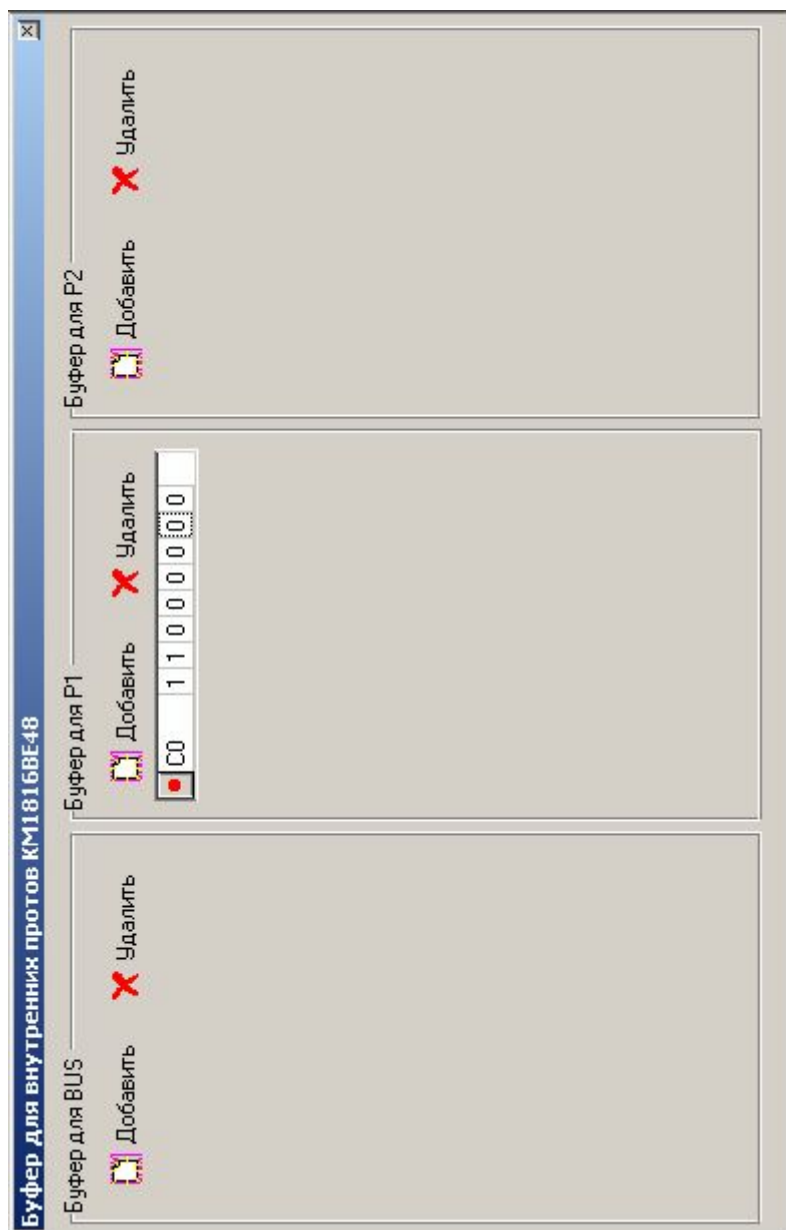 Буфер для внутренних протов КМ1816ВЕ48
Буфер для BUS
Добавить Удалить
Буфер для P1
Добавить Удалить
C0 1 1 0 0 0 0 0 0
Буфер для P2
Добавить Удалить